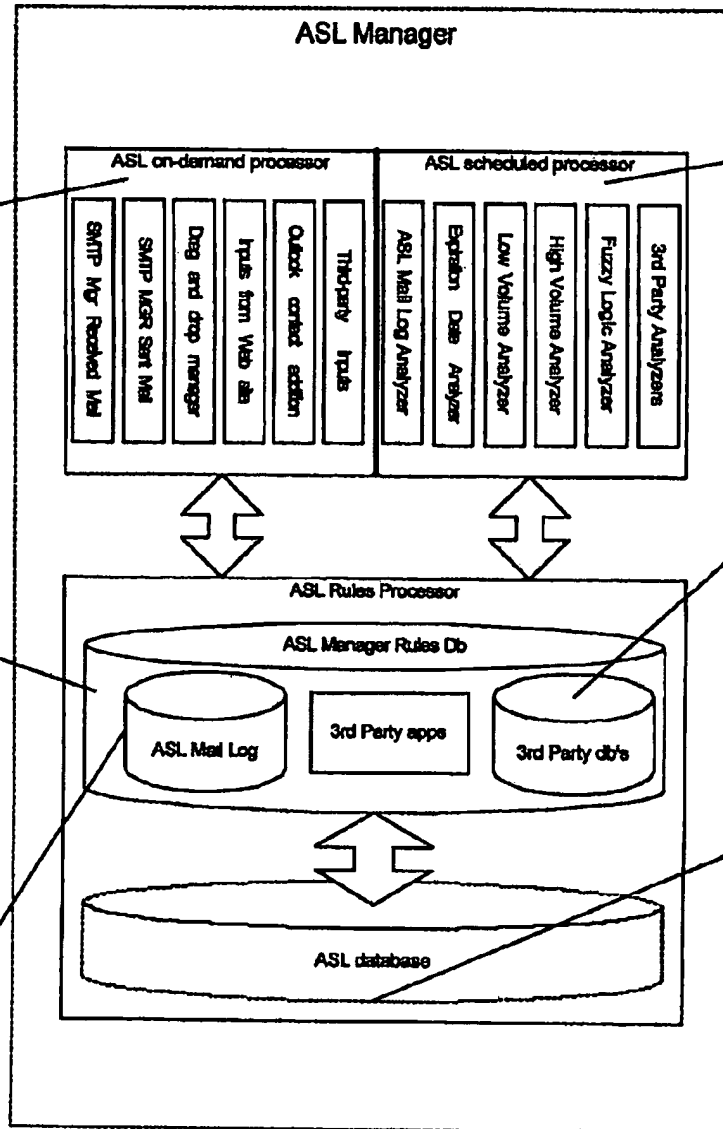 ASL Manager
ASL on-demand processor
ASL scheduled processor
SMTP Mgr Received Mail
SMTP MGR Sent Mail
Drag and drop manager
Inputs from Web site
Outlook contact addition
Third-party Inputs
ASL Mail Log Analyzer
Expiration Date Analyzer
Low Volume Analyzer
High Volume Analyzer
Fuzzy Logic Analyzer
3rd Party Analyzers
ASL Rules Processor
ASL Manager Rules Db
ASL Mail Log
3rd Party apps
3rd Party db's
ASL database